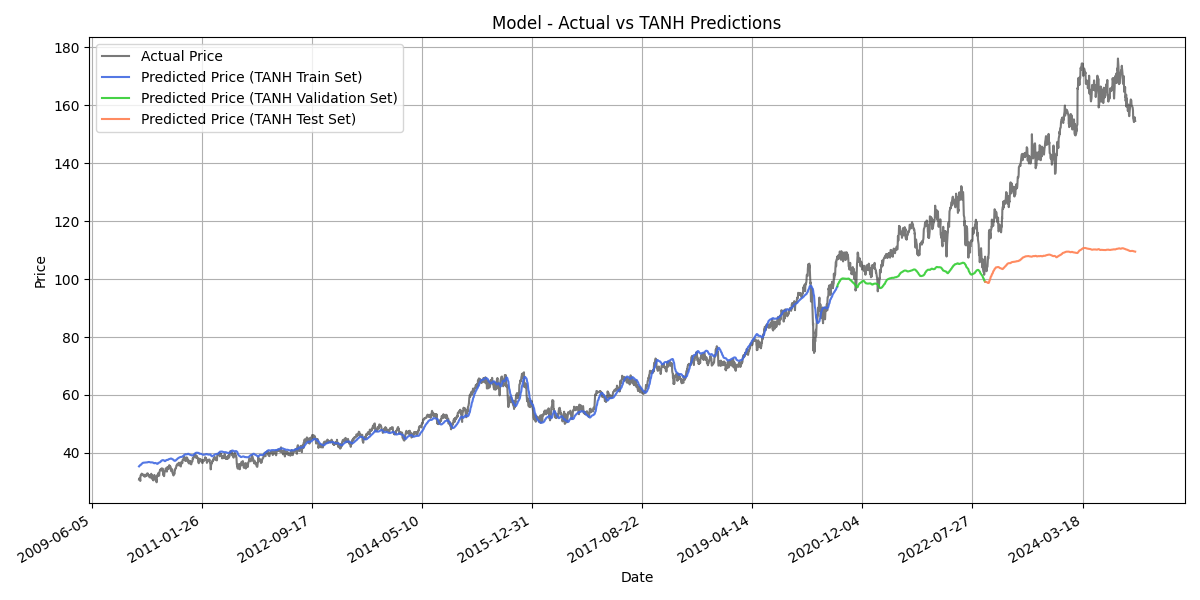 Model - Actual vs TANH Predictions
Actual Price
Predicted Price (TANH Train Set)
Predicted Price (TANH Validation Set)
Predicted Price (TANH Test Set)
180
160
140
120
100
80
60
40
Price
2009-06-05
2011-01-26
2012-09-17
2014-05-10
2015-12-31
2017-08-22
2019-04-14
2020-12-04
2022-07-27
2024-03-18
Date